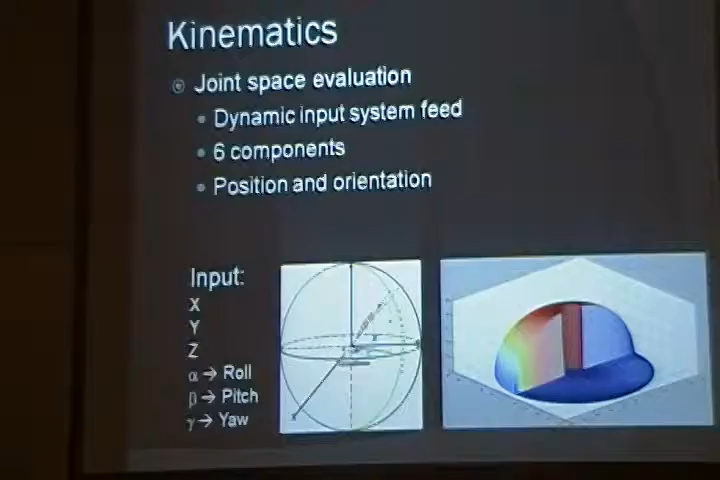 Kinematics
Joint space evaluation
Dynamic input system feed
6 components
Position and orientation
Input:
X
Y
Z
α → Roll
β → Pitch
γ → Yaw